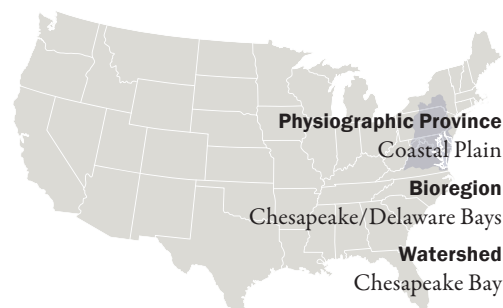 Physiographic Province
Coastal Plain
Bioregion
Chesapeake/Delaware Bays
Watershed
Chesapeake Bay